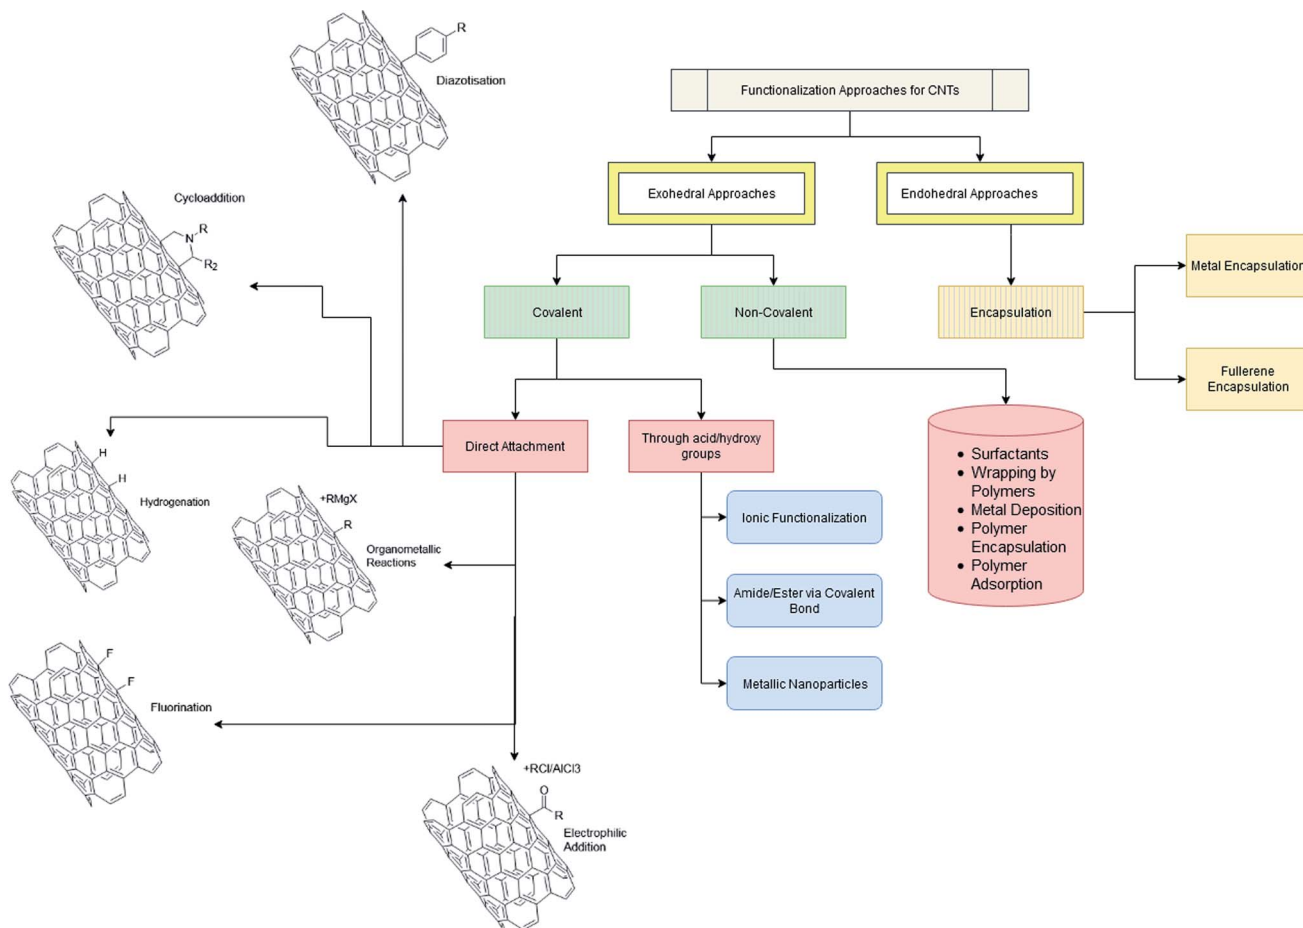 R
Diazotisation
Functionalization Approaches for CNTs
Exohedral Approaches
Endohedral Approaches
Cycloaddition
N
R
R2
Metal Encapsulation
Covalent
Non-Covalent
Encapsulation
Fullerene
Encapsulation
Direct Attachment
Through acid/hydroxy
groups
• Surfactants
• Wrapping by
Polymers
• Metal Deposition
• Polymer
Encapsulation
• Polymer
Adsorption
H
H
Hydrogenation
+RMgX
R
Organometallic
Reactions
Ionic Functionalization
Amide/Ester via Covalent
Bond
Metallic Nanoparticles
F
F
Fluorination
+RCl/AlCl3
O
R
Electrophilic
Addition